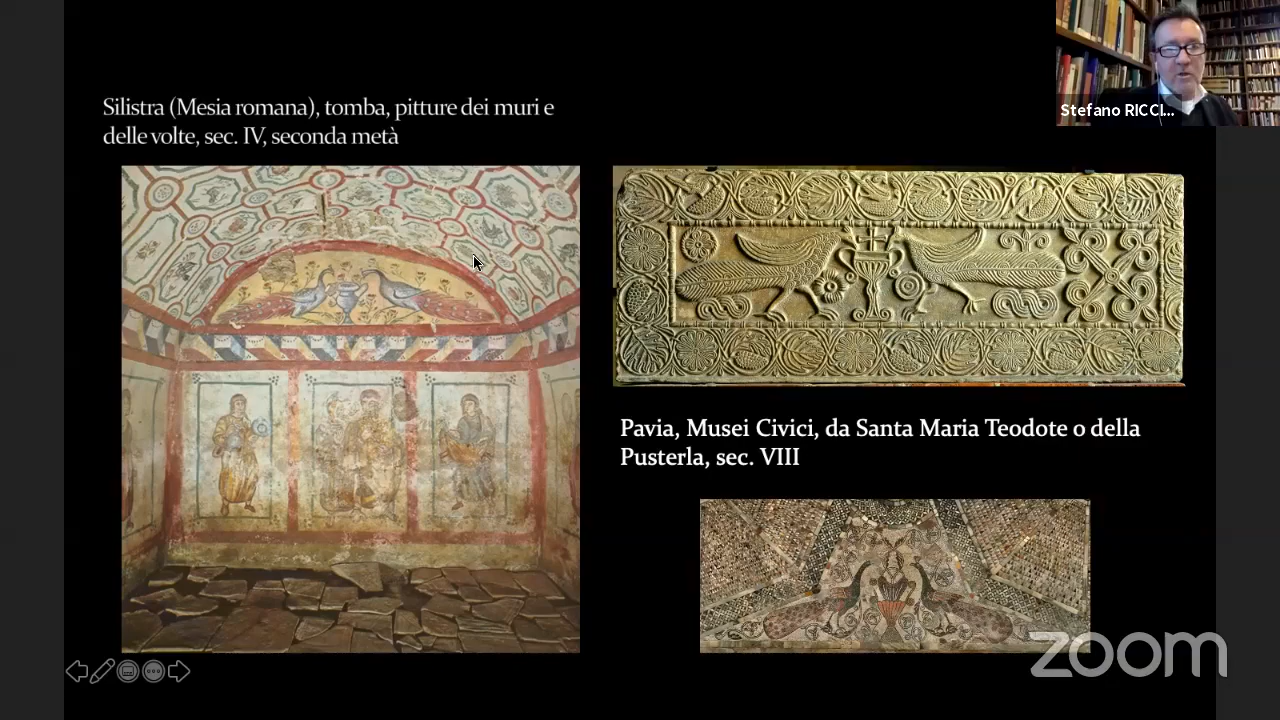 Stefano RICCI...
Silistra (Mesia romana), tomba, pitture dei muri e
delle volte, sec. IV, seconda metà
Pavia, Musei Civici, da Santa Maria Teodote o della
Pusterla, sec. VIII
zoom